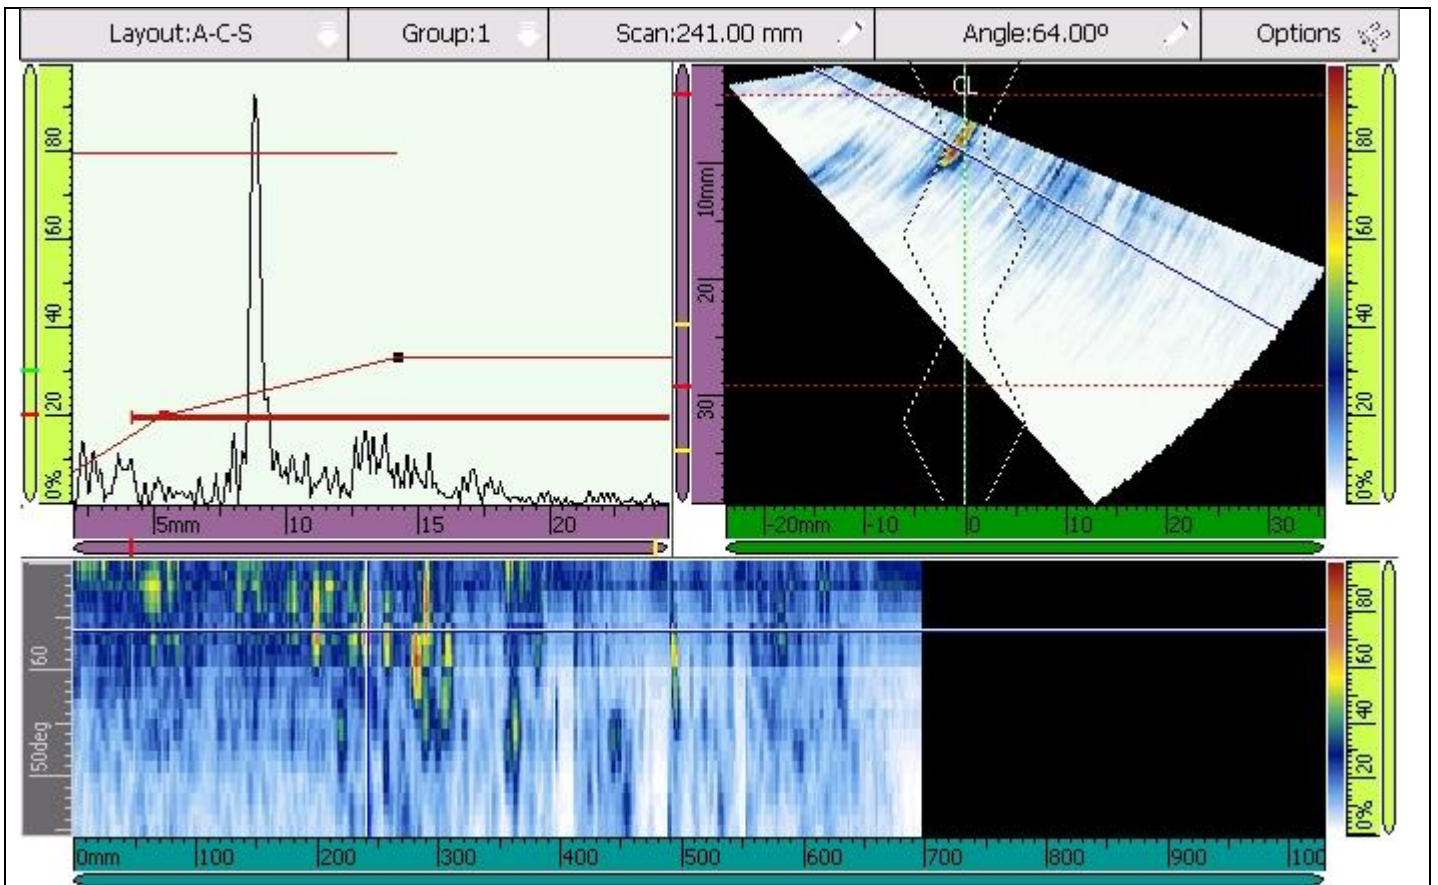 Layout:A-C-S Group:1 Scan:241.00 mm Angle:64.00º Options
0% 20 40 60 80
5mm 10 15 20
CL
10mm 20 30
-20mm -10 0 10 20 30
0% 20 40 60 80
60 50deg
0mm 100 200 300 400 500 600 700 800 900 100
0% 20 40 60 80